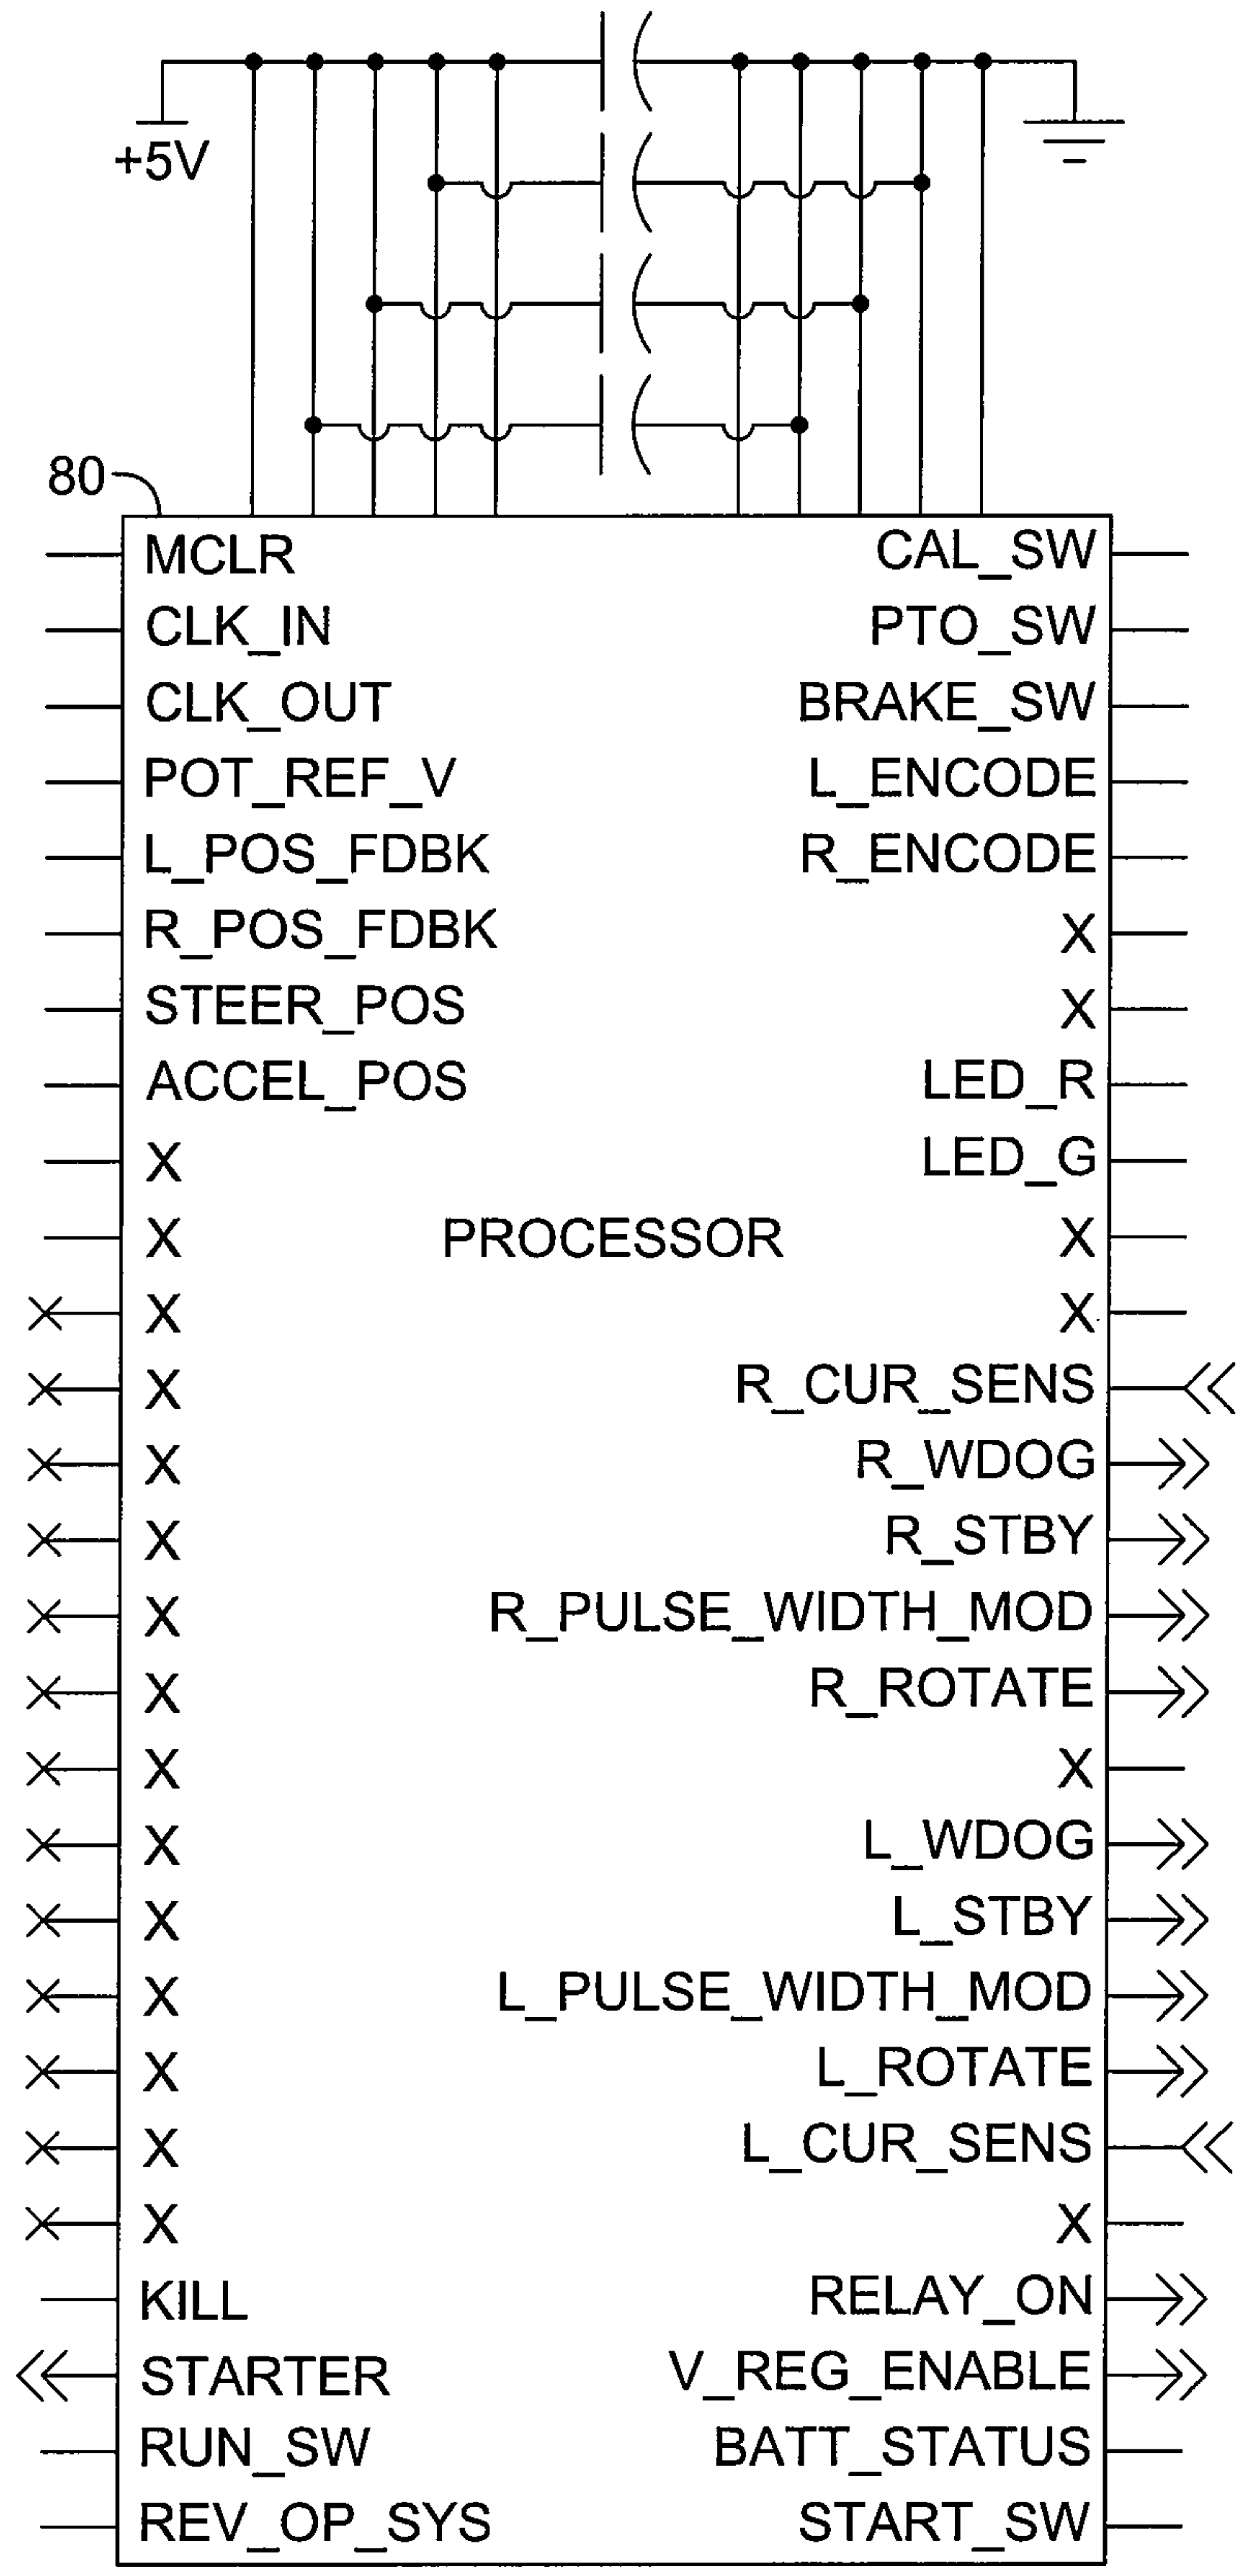 +5V
80
MCLR CAL_SW
CLK_IN PTO_SW
CLK_OUT BRAKE_SW
POT_REF_V L_ENCODE
L_POS_FDBK R_ENCODE
R_POS_FDBK X
STEER_POS X
ACCEL_POS LED_R
X LED_G
X PROCESSOR X
X X
X R_CUR_SENS
X R_WDOG
X R_STBY
X R_PULSE_WIDTH_MOD
X R_ROTATE
X X
X L_WDOG
X L_STBY
X L_PULSE_WIDTH_MOD
X L_ROTATE
X L_CUR_SENS
X X
KILL RELAY_ON
STARTER V_REG_ENABLE
RUN_SW BATT_STATUS
REV_OP_SYS START_SW